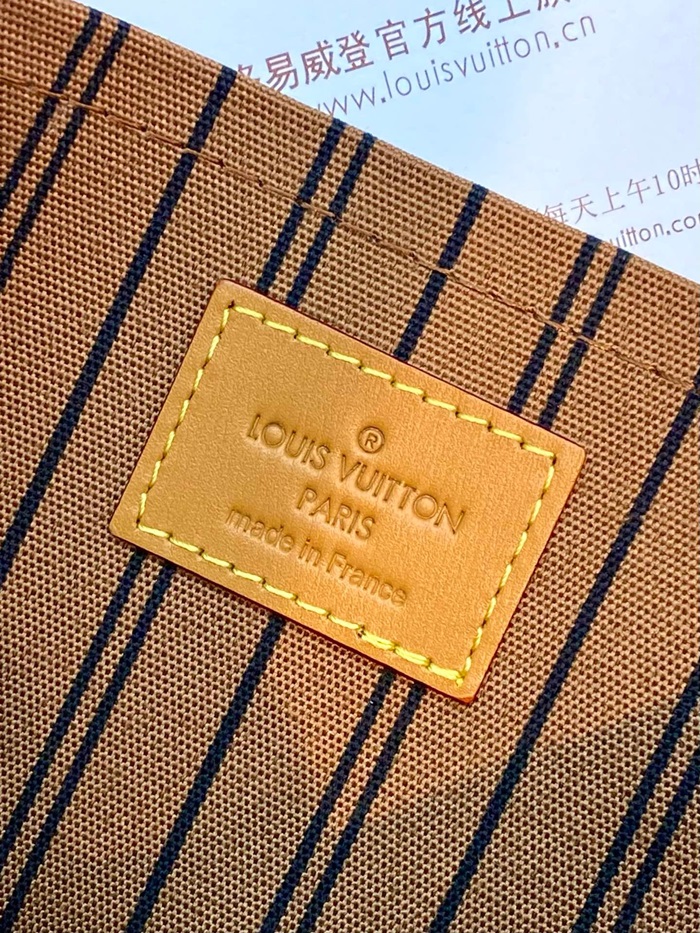 易威登官方线上
www.louisvuitton.cn
每天上午10时
uitton.co
®
LOUIS VUITTON
PARIS
made in France